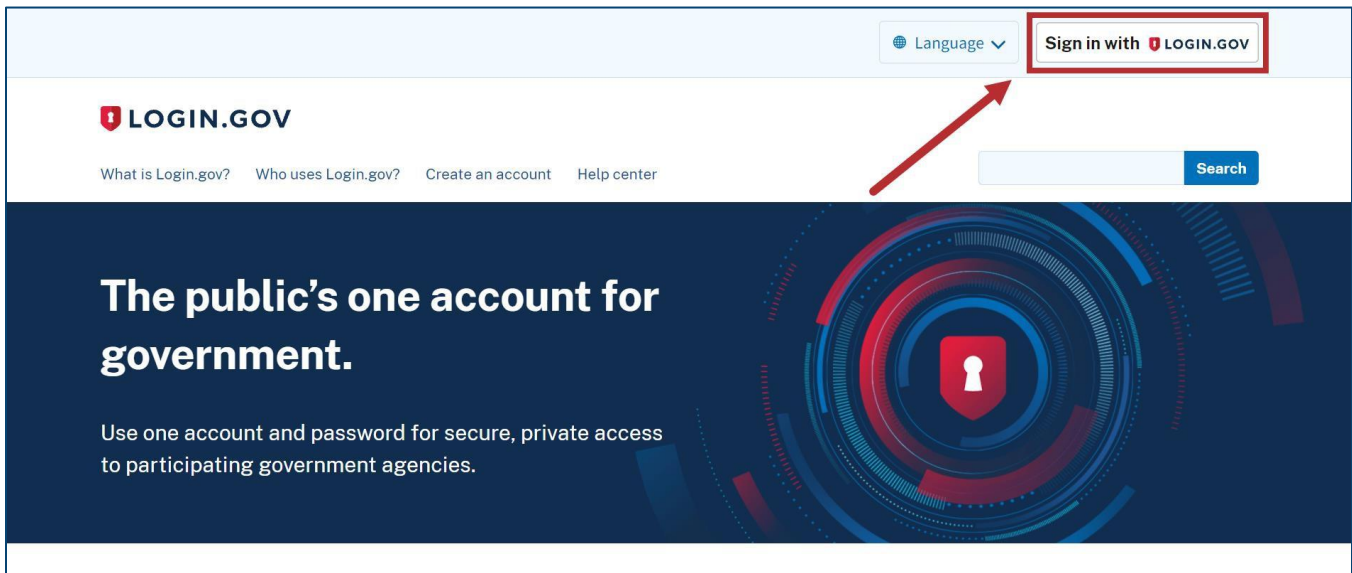 Language
Sign in with LOGIN.GOV
LOGIN.GOV
What is Login.gov? Who uses Login.gov? Create an account Help center
Search
The public’s one account for
government.
Use one account and password for secure, private access
to participating government agencies.